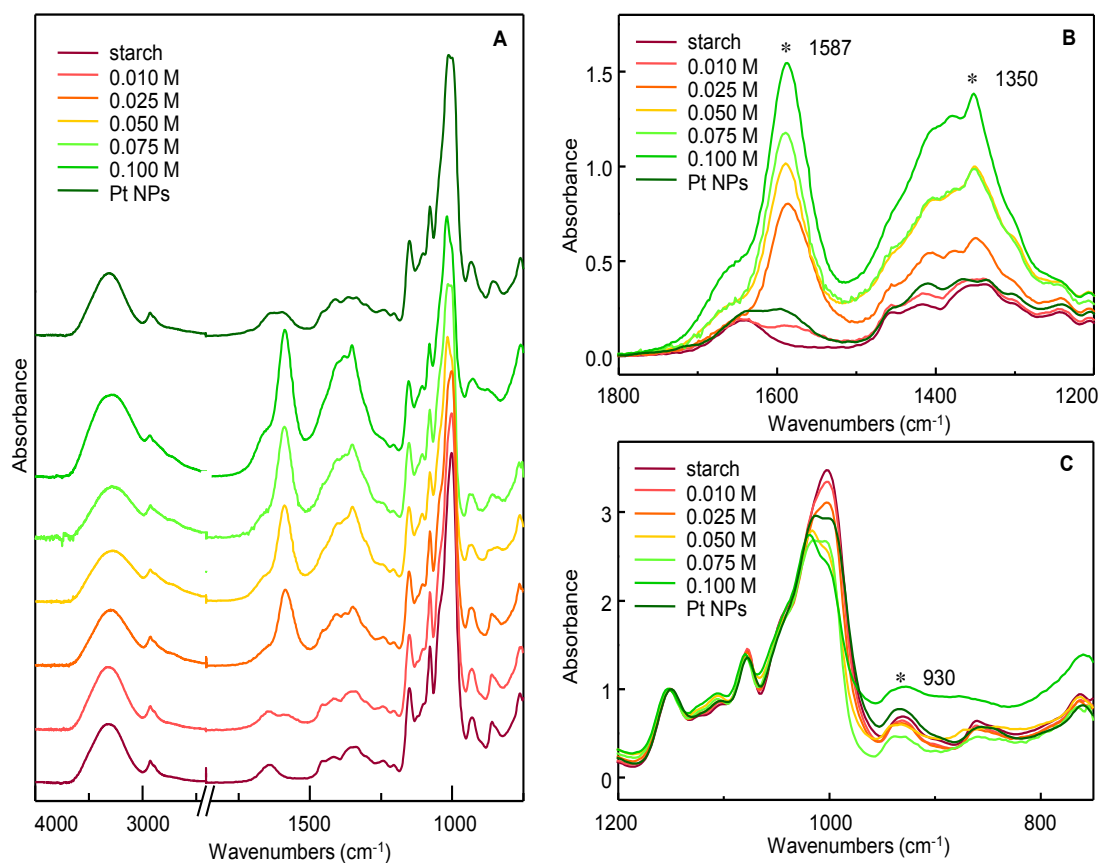 A
starch
0.010 M
0.025 M
0.050 M
0.075 M
0.100 M
Pt NPs
Absorbance
4000 3000 1500 1000
Wavenumbers (cm⁻¹)
B
starch
0.010 M
0.025 M
0.050 M
0.075 M
0.100 M
Pt NPs
* 1587
* 1350
1.5
1.0
0.5
0.0
Absorbance
1800 1600 1400 1200
Wavenumbers (cm⁻¹)
C
starch
0.010 M
0.025 M
0.050 M
0.075 M
0.100 M
Pt NPs
* 930
3
2
1
0
Absorbance
1200 1000 800
Wavenumbers (cm⁻¹)